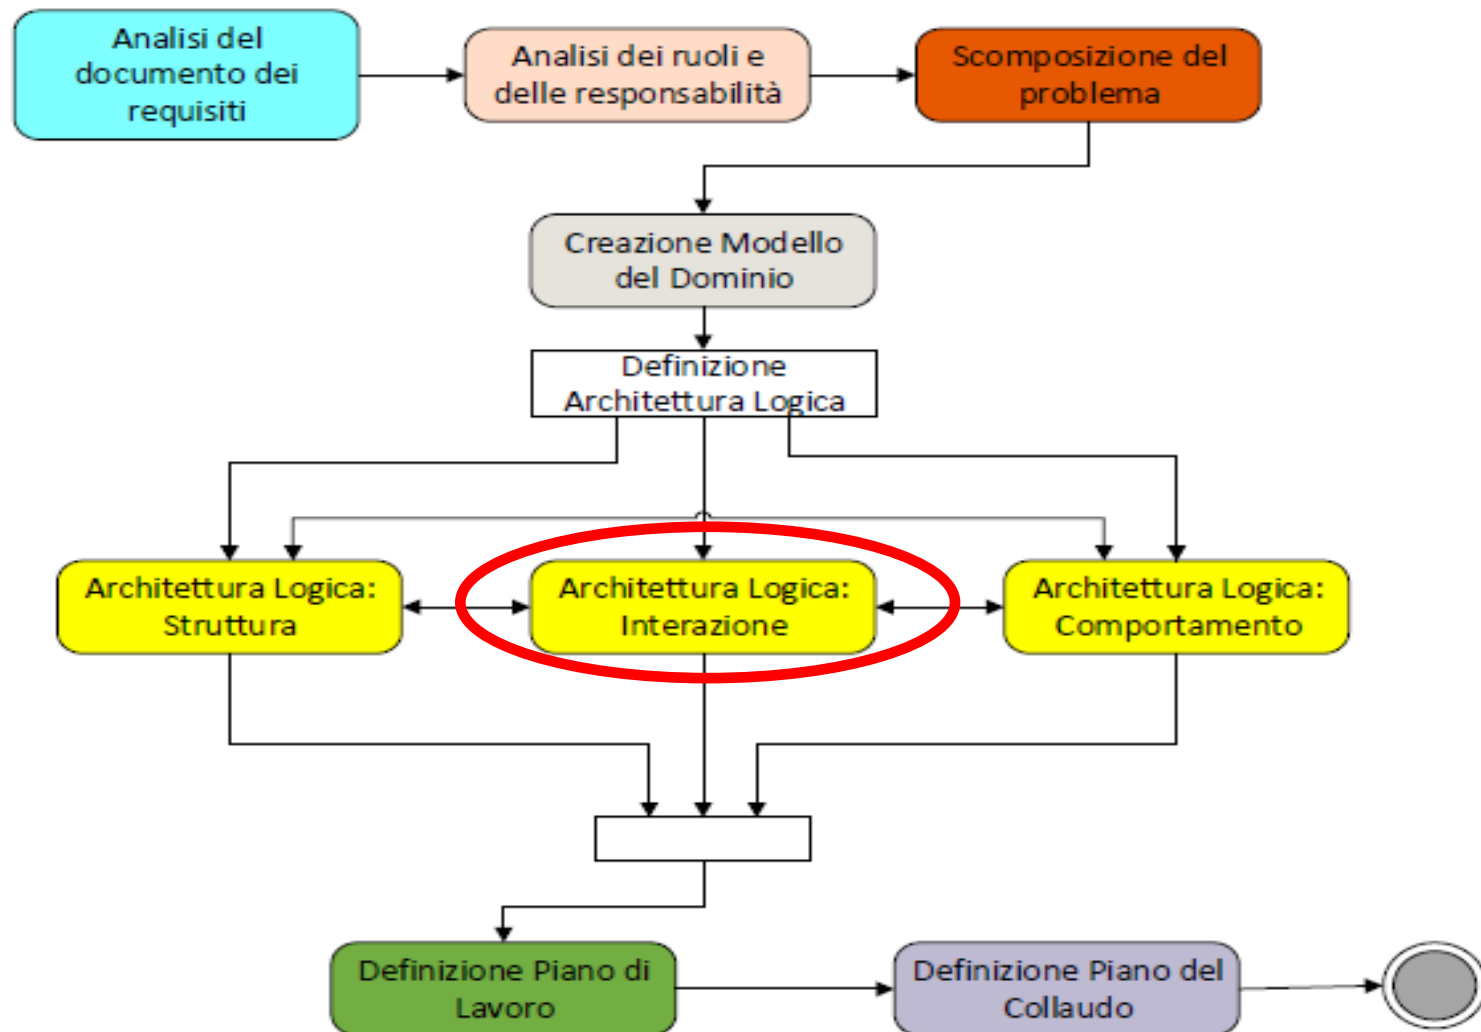 Analisi del
documento dei
requisiti
Analisi dei ruoli e
delle responsabilità
Scomposizione del
problema
Creazione Modello
del Dominio
Definizione
Architettura Logica
Architettura Logica:
Struttura
Architettura Logica:
Interazione
Architettura Logica:
Comportamento
Definizione Piano di
Lavoro
Definizione Piano del
Collaudo